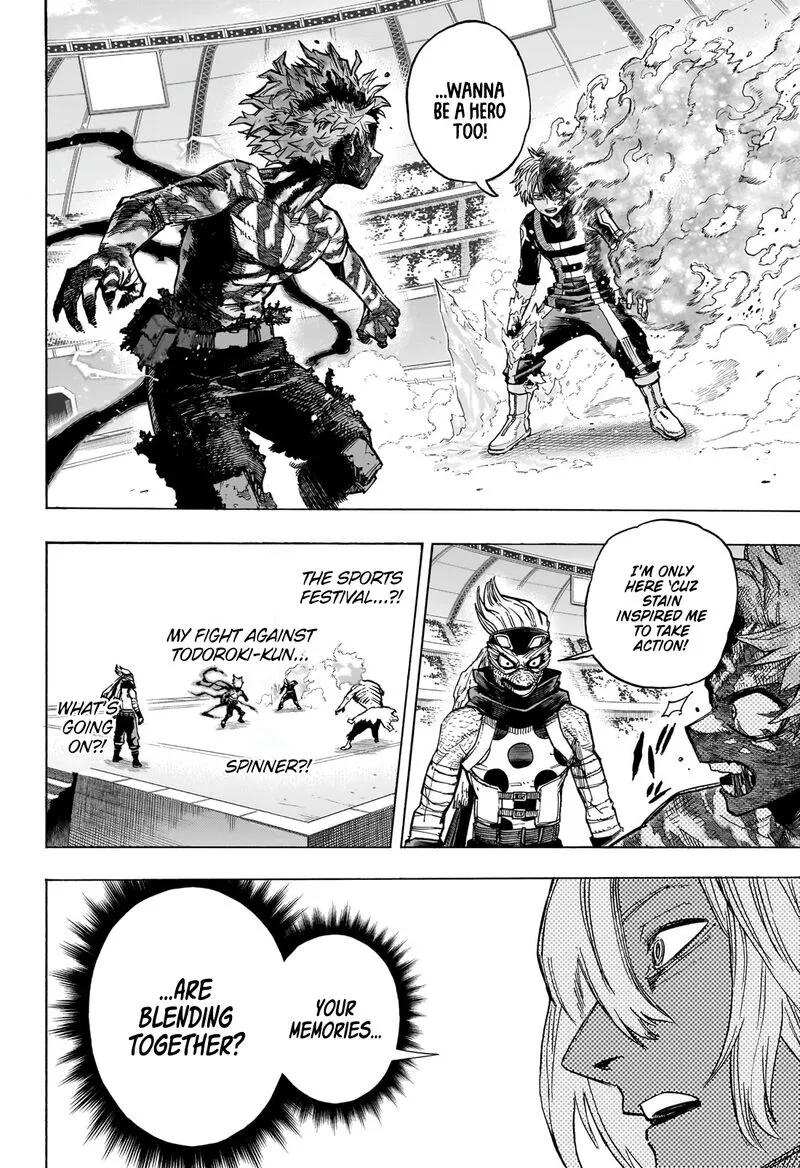 ...WANNA
BE A HERO
TOO!
I'M ONLY
HERE 'CUZ
STAIN
INSPIRED ME
TO TAKE
ACTION!
THE SPORTS
FESTIVAL...?!
MY FIGHT AGAINST
TODOROKI-KUN...
WHAT'S
GOING
ON?!
SPINNER?!
YOUR
MEMORIES...
...ARE
BLENDING
TOGETHER?